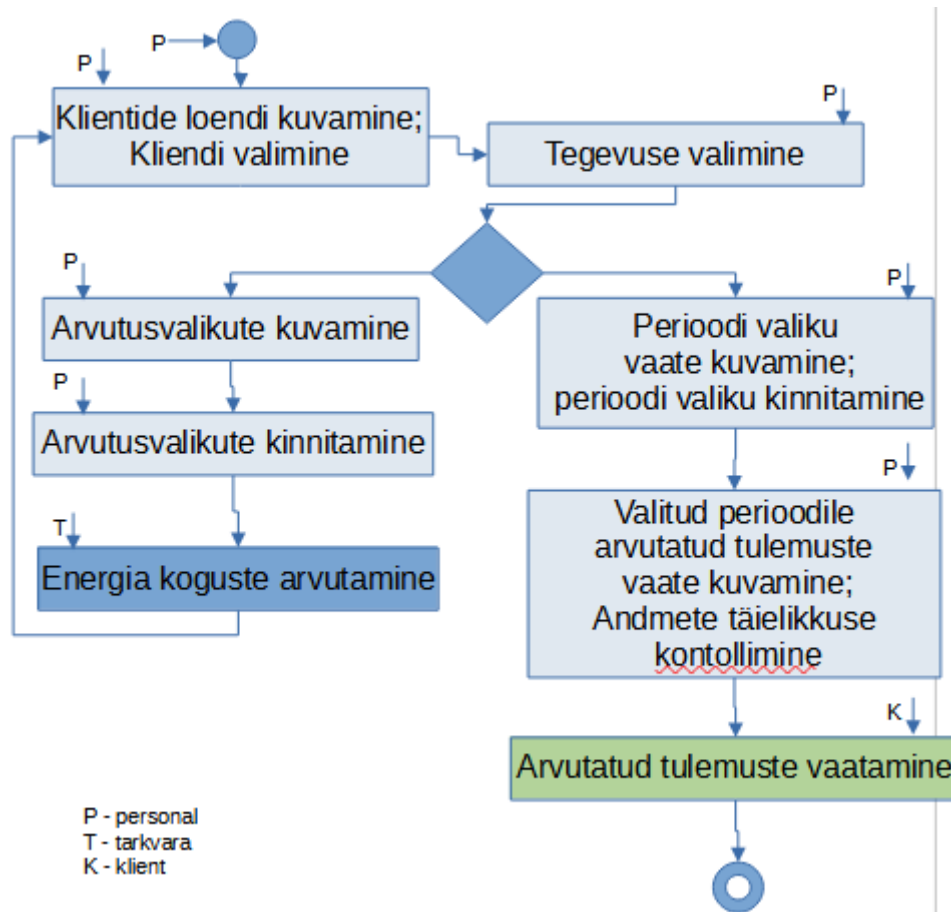 P
P
Klientide loendi kuvamine;
Kliendi valimine
P
Tegevuse valimine
P
Arvutusvalikute kuvamine
P
Perioodi valiku
vaate kuvamine;
perioodi valiku kinnitamine
P
Arvutusvalikute kinnitamine
P
Valitud perioodile
arvutatud tulemuste
vaate kuvamine;
Andmete täielikkuse
kontollimine
T
Energia koguste arvutamine
K
Arvutatud tulemuste vaatamine
P - personal
T - tarkvara
K - klient